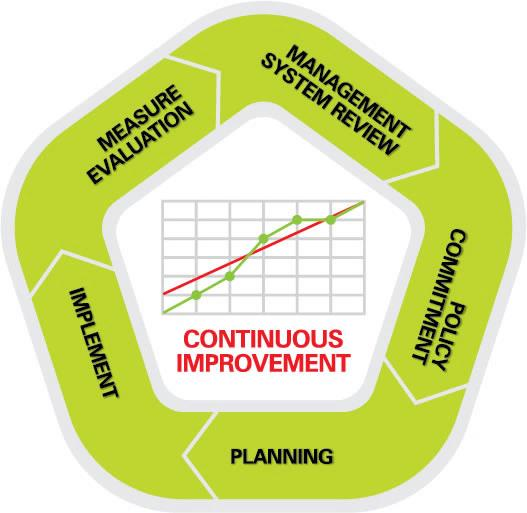 MANAGEMENT
SYSTEM REVIEW
POLICY
COMMITMENT
PLANNING
IMPLEMENT
MEASURE
EVALUATION
CONTINUOUS
IMPROVEMENT